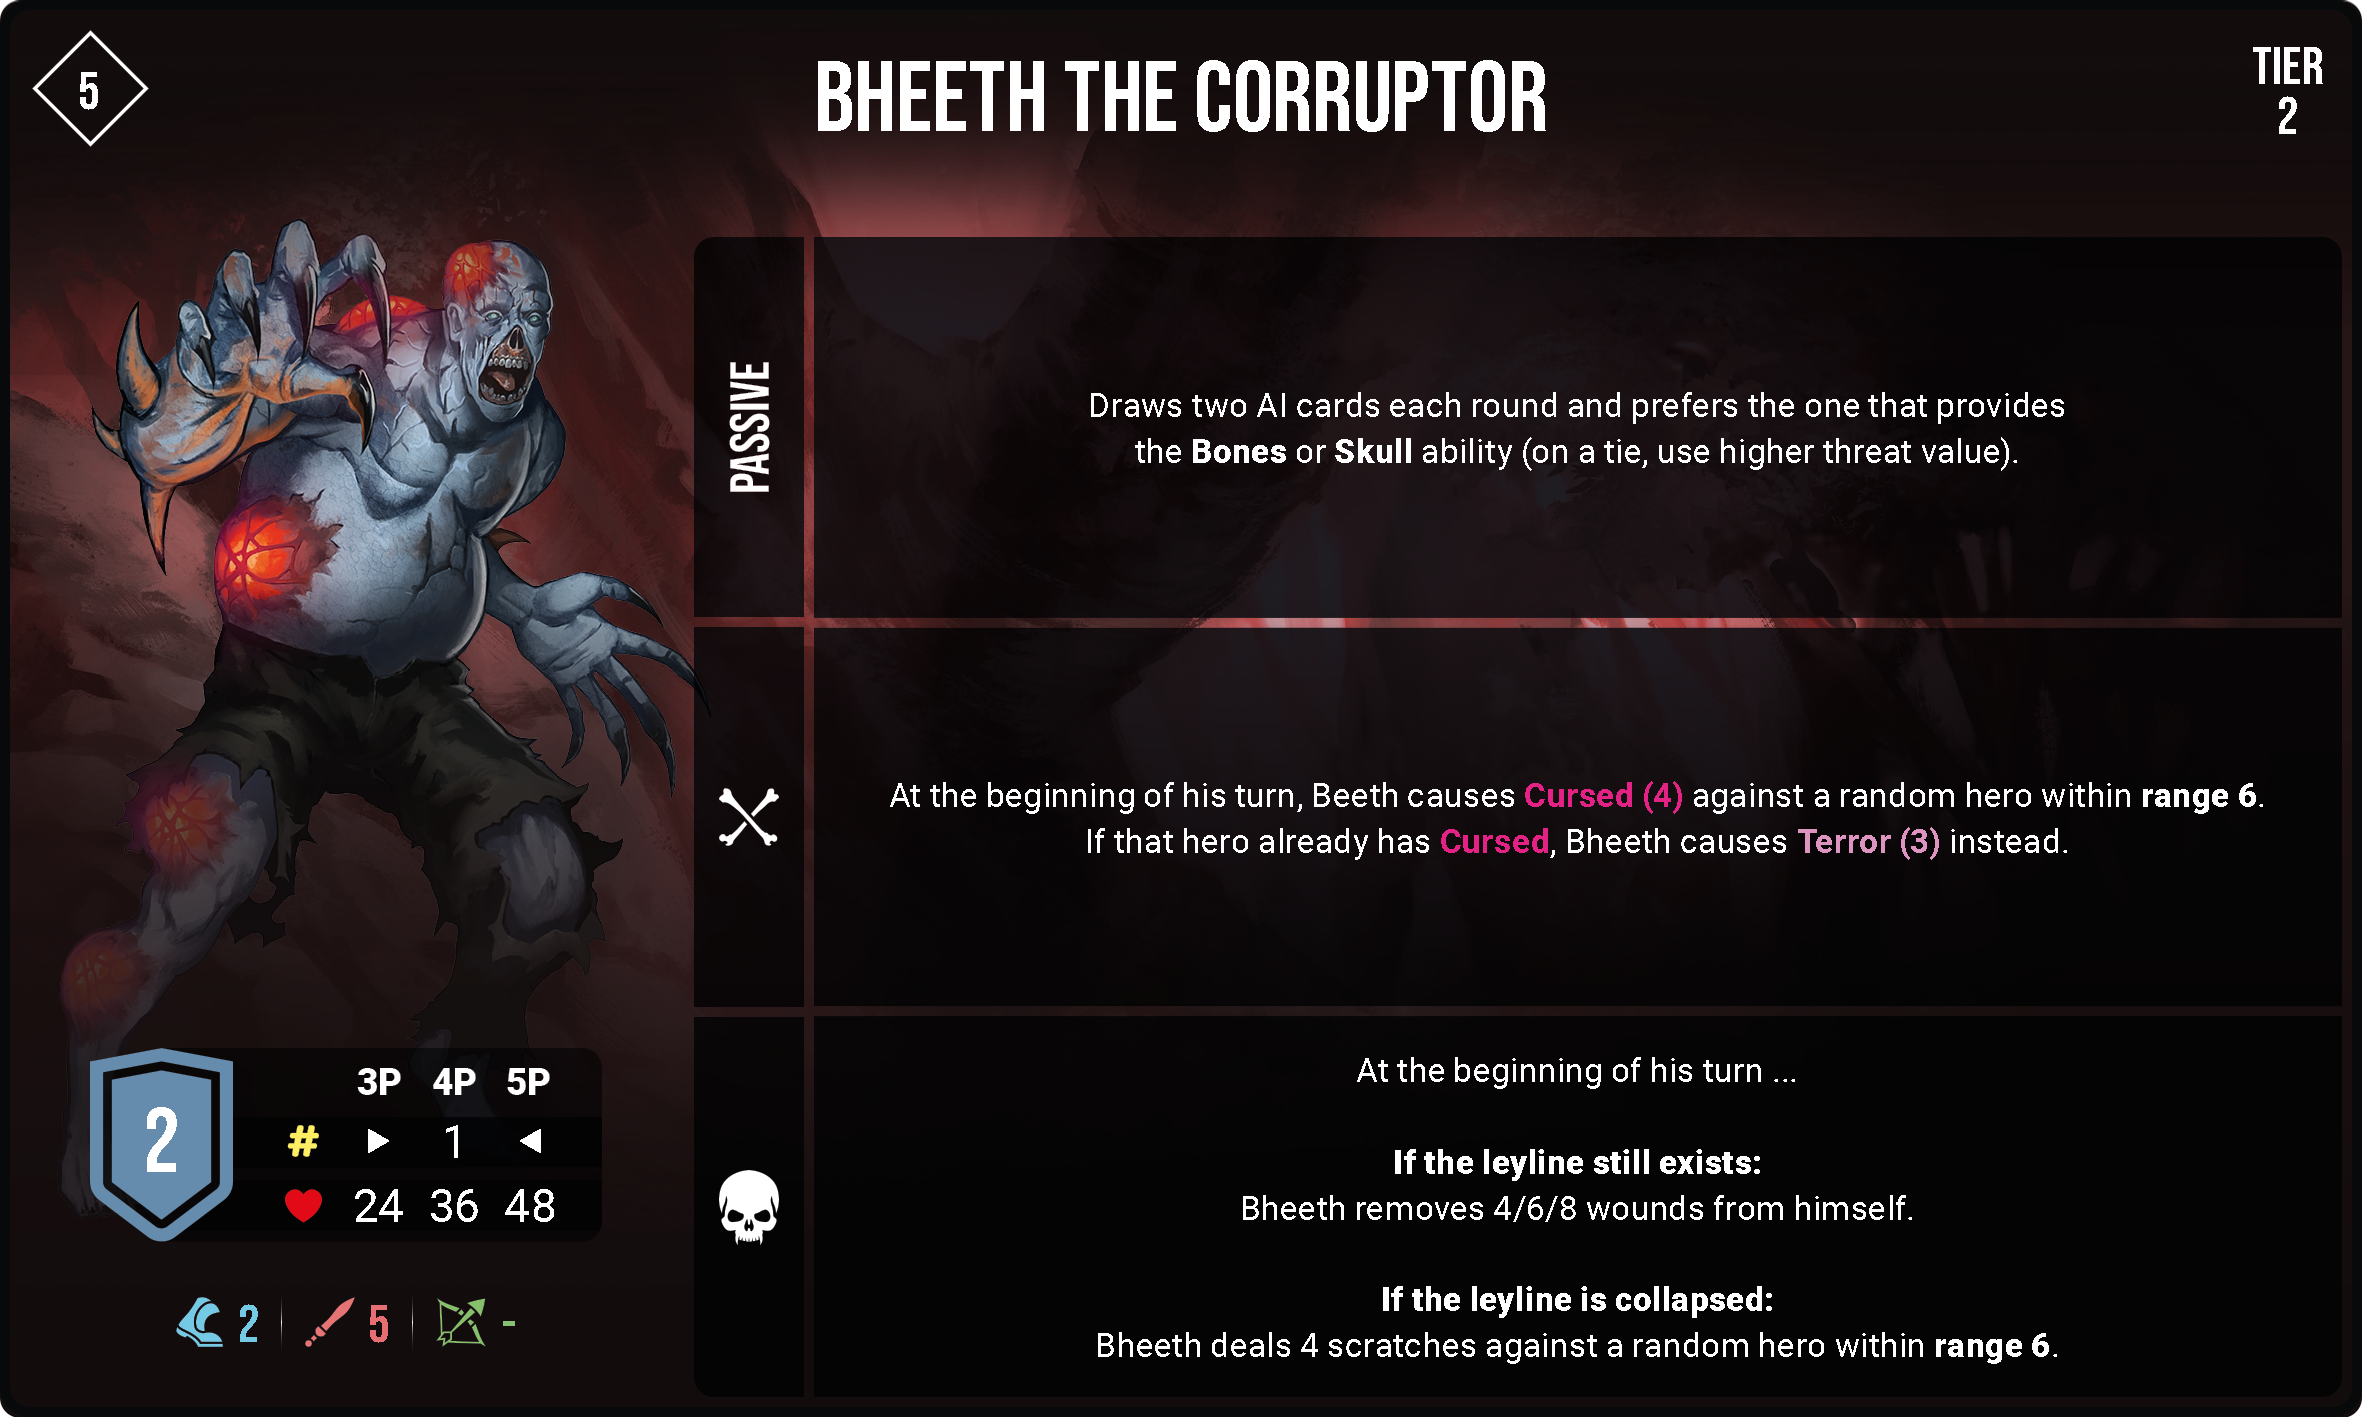 5
BHEETH THE CORRUPTOR
TIER
2
PASSIVE
Draws two AI cards each round and prefers the one that provides
the Bones or Skull ability (on a tie, use higher threat value).
At the beginning of his turn, Beeth causes Cursed (4) against a random hero within range 6.
If that hero already has Cursed, Bheeth causes Terror (3) instead.
At the beginning of his turn ...
If the leyline still exists:
Bheeth removes 4/6/8 wounds from himself.
If the leyline is collapsed:
Bheeth deals 4 scratches against a random hero within range 6.
2
3P 4P 5P
# ▶ 1 ◀
24 36 48
2 5 -